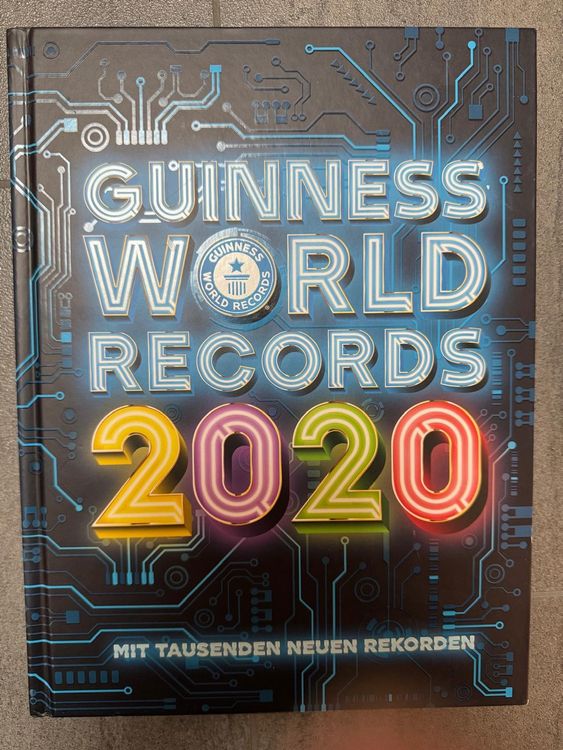 GUINNESS
WORLD
GUINNESS
WORLD RECORDS
RECORDS
2020
MIT TAUSENDEN NEUEN REKORDEN